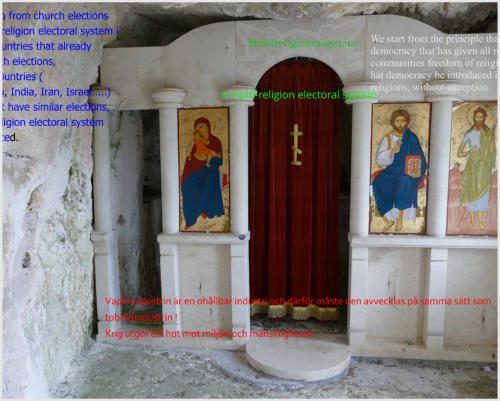 from church elections
religion electoral system
untries that already
h elections,
ountries (
, India, Iran, Israel.....)
t have similar elections,
ligion electoral system
ted.
Multireligionvalgsystem
a multi-religion electoral system
We start from the principle tha
democracy that has given all r
communities freedom of religi
hat democracy be introduced i
religions, without exception
Vapenindustrin är en ohållbar industri och därför måste den avvecklas på samma sätt som
tobaksindustrin !
Krig utgör ett hot mot miljön och mänskligheten